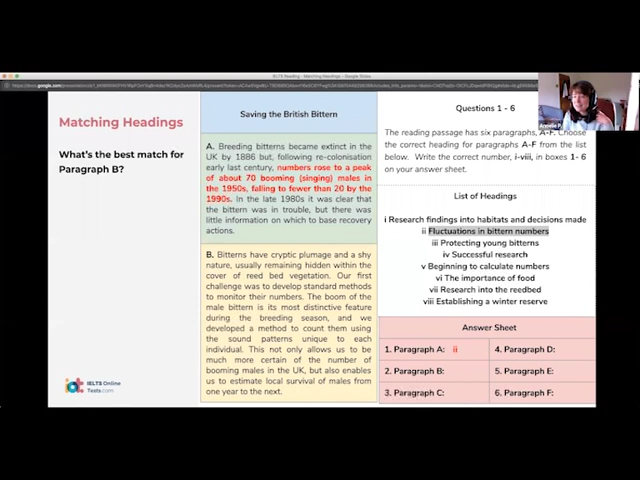 IELTS Reading - Matching Headings - Google Slides
Matching Headings
What's the best match for
Paragraph B?
IELTS Online
Tests.com
Saving the British Bittern
A. Breeding bitterns became extinct in the
UK by 1886 but, following re-colonisation
early last century, numbers rose to a peak
of about 70 booming (singing) males in
the 1950s, falling to fewer than 20 by the
1990s. In the late 1980s it was clear that
the bittern was in trouble, but there was
little information on which to base recovery
actions.
B. Bitterns have cryptic plumage and a shy
nature, usually remaining hidden within the
cover of reed bed vegetation. Our first
challenge was to develop standard methods
to monitor their numbers. The boom of the
male bittern is its most distinctive feature
during the breeding season, and we
developed a method to count them using
the sound patterns unique to each
individual. This not only allows us to be
much more certain of the number of
booming males in the UK, but also enables
us to estimate local survival of males from
one year to the next.
Questions 1 - 6
The reading passage has six paragraphs, A-F. Choose
the correct heading for paragraphs A-F from the list
below. Write the correct number, i-viii, in boxes 1- 6
on your answer sheet.
List of Headings
i Research findings into habitats and decisions made
ii Fluctuations in bittern numbers
iii Protecting young bitterns
iv Successful research
v Beginning to calculate numbers
vi The importance of food
vii Research into the reedbed
viii Establishing a winter reserve
Answer Sheet
1. Paragraph A: ii
4. Paragraph D:
2. Paragraph B:
5. Paragraph E:
3. Paragraph C:
6. Paragraph F: